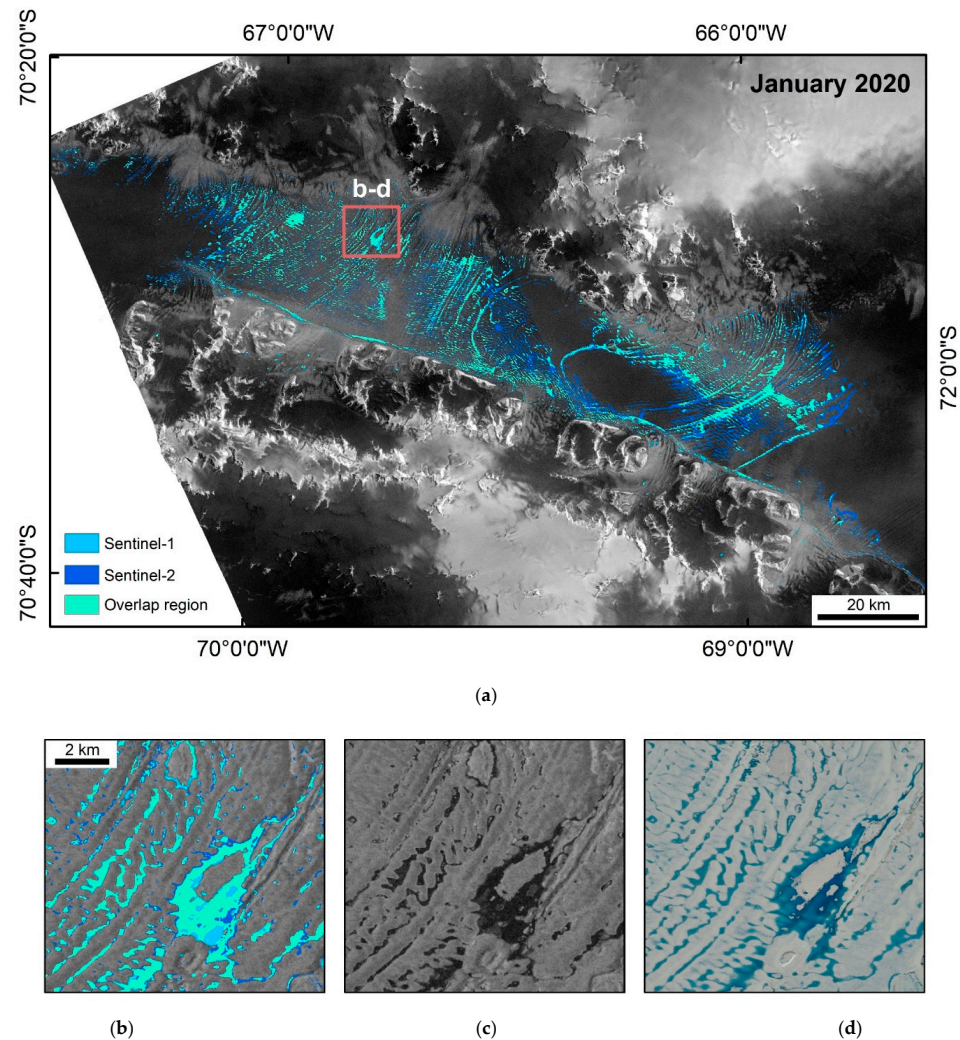 67°0'0"W 66°0'0"W
70°20'0"S
January 2020
b-d
72°0'0"S
Sentinel-1
Sentinel-2
Overlap region
20 km
70°40'0"S
70°0'0"W 69°0'0"W
(a)
2 km
(b) (c) (d)